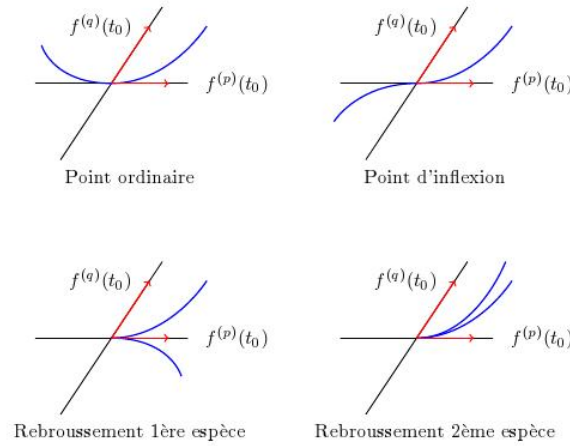 $f^{(q)}(t_0)$
$f^{(p)}(t_0)$
Point ordinaire
$f^{(q)}(t_0)$
$f^{(p)}(t_0)$
Point d'inflexion
$f^{(q)}(t_0)$
$f^{(p)}(t_0)$
Rebroussement 1ère espèce
$f^{(q)}(t_0)$
$f^{(p)}(t_0)$
Rebroussement 2ème espèce